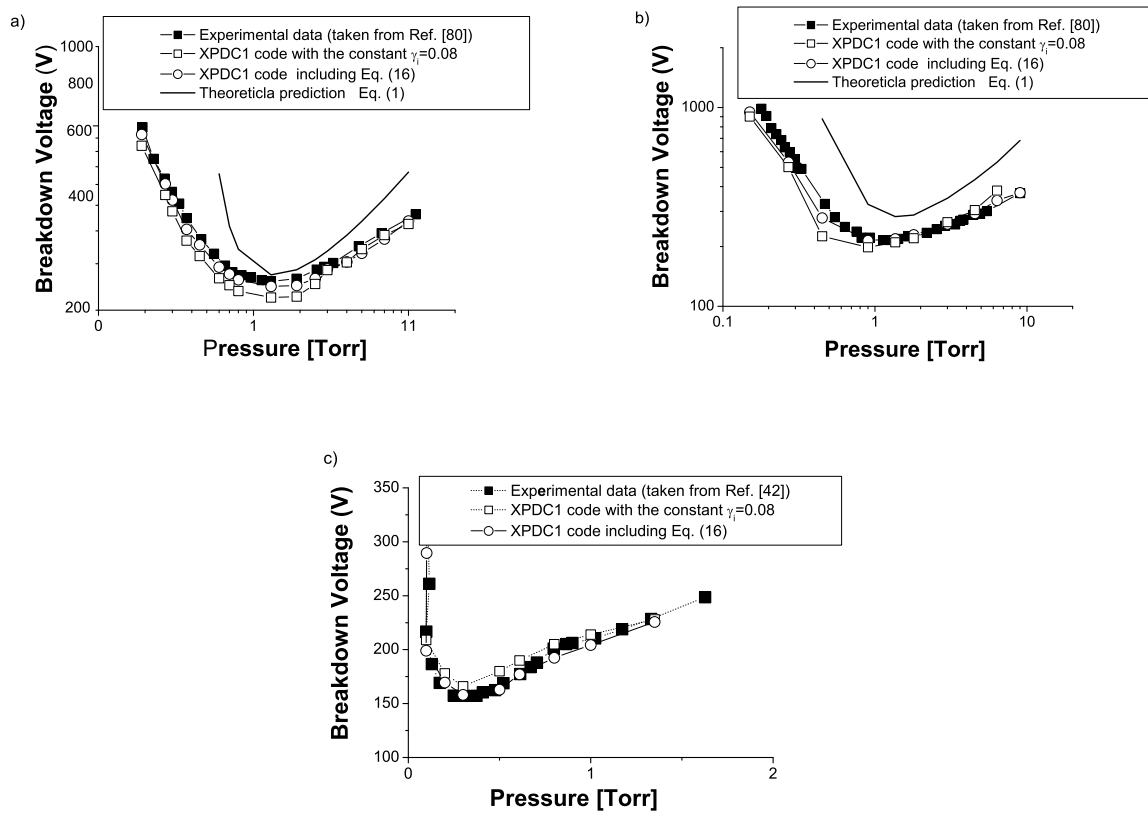 a)
Experimental data (taken from Ref. [80])
XPDC1 code with the constant γi=0.08
XPDC1 code including Eq. (16)
Theoreticla prediction Eq. (1)
Breakdown Voltage (V)
1000
800
600
400
200
0
1
11
Pressure [Torr]
b)
Experimental data (taken from Ref. [80])
XPDC1 code with the constant γi=0.08
XPDC1 code including Eq. (16)
Theoreticla prediction Eq. (1)
Breakdown Voltage (V)
1000
100
0.1
1
10
Pressure [Torr]
c)
Experimental data (taken from Ref. [42])
XPDC1 code with the constant γi=0.08
XPDC1 code including Eq. (16)
Breakdown Voltage (V)
350
300
250
200
150
100
0
1
2
Pressure [Torr]